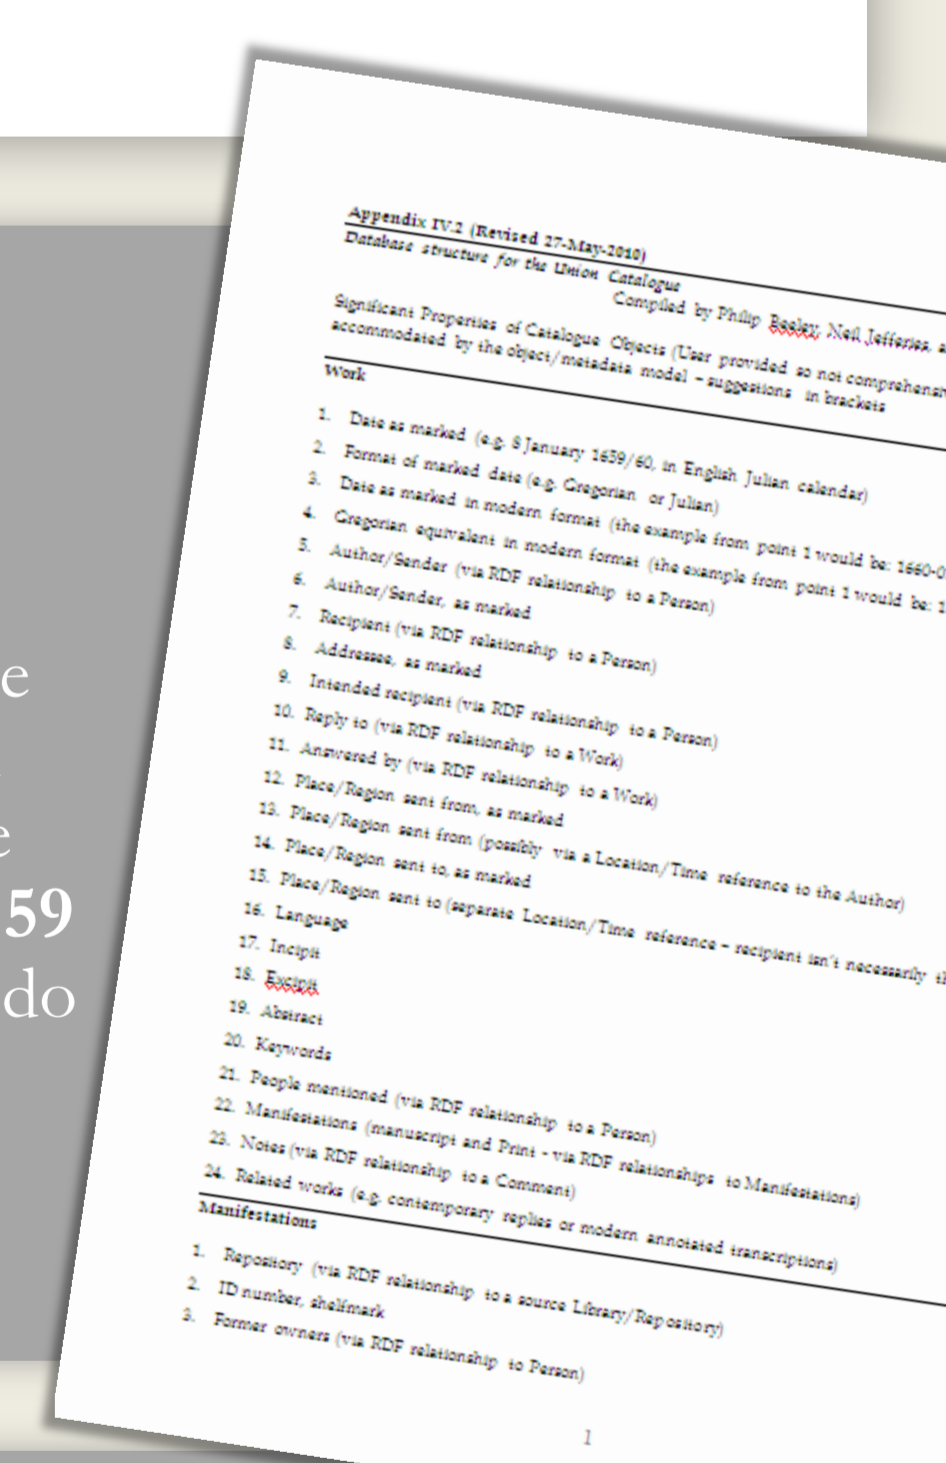 e
e
59
do
Appendix IV.2 (Revised 27-May-2010)
Database structure for the Union Catalogue
Compiled by Philip Beeley, Neil Jefferies, a
Significant Properties of Catalogue Objects (User provided so not comprehensiv
accommodated by the object/metadata model – suggestions in brackets
Work
1. Date as marked (e.g. 8 January 1659/60, in English Julian calendar)
2. Format of marked date (e.g. Gregorian or Julian)
3. Date as marked in modern format (the example from point 1 would be: 1660-0
4. Gregorian equivalent in modern format (the example from point 1 would be: 1
5. Author/Sender (via RDF relationship to a Person)
6. Author/Sender, as marked
7. Recipient (via RDF relationship to a Person)
8. Addressee, as marked
9. Intended recipient (via RDF relationship to a Person)
10. Reply to (via RDF relationship to a Work)
11. Answered by (via RDF relationship to a Work)
12. Place/Region sent from, as marked
13. Place/Region sent from (possibly via a Location/Time reference to the Author)
14. Place/Region sent to, as marked
15. Place/Region sent to (separate Location/Time reference – recipient isn't necessarily th
16. Language
17. Incipit
18. Excipit
19. Abstract
20. Keywords
21. People mentioned (via RDF relationship to a Person)
22. Manifestations (manuscript and Print - via RDF relationships to Manifestations)
23. Notes (via RDF relationship to a Comment)
24. Related works (e.g. contemporary replies or modern annotated transcriptions)
Manifestations
1. Repository (via RDF relationship to a source Library/Repository)
2. ID number, shelfmark
3. Former owners (via RDF relationship to Person)
1